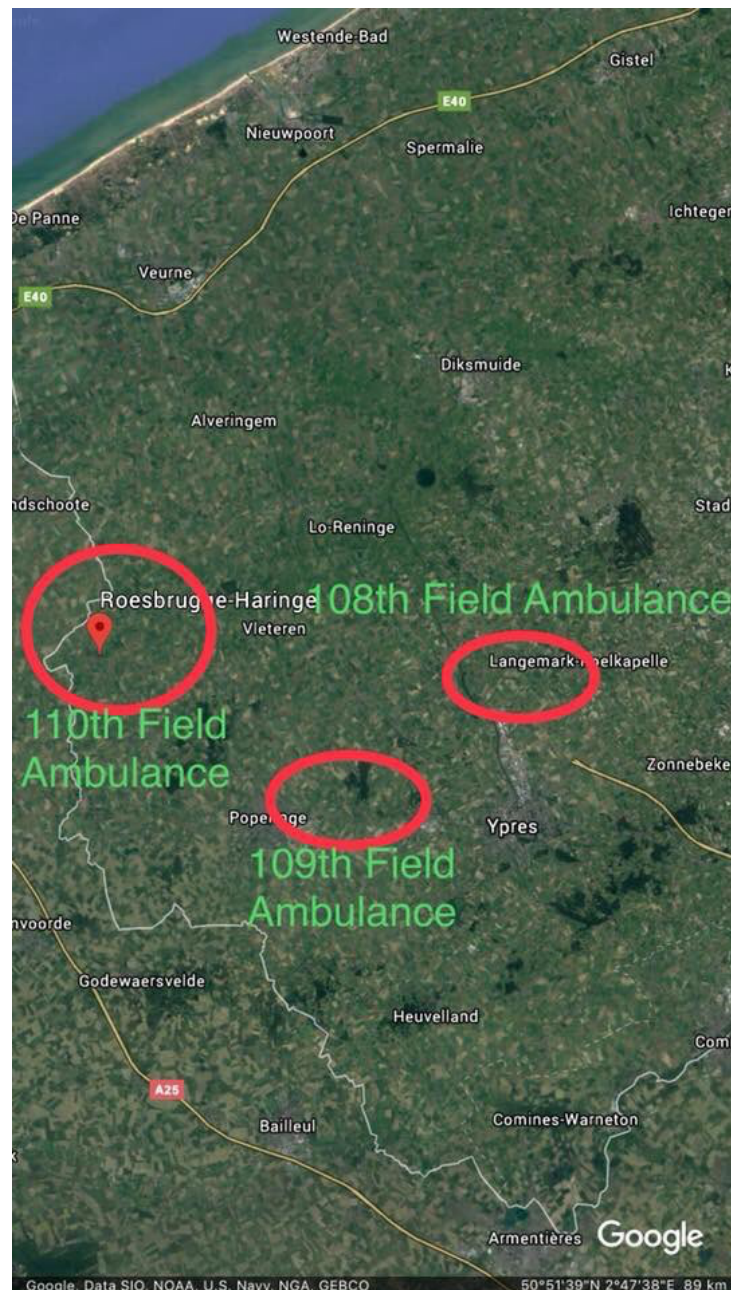 Westende-Bad
Gistel
E40
Nieuwpoort
Spermalie
De Panne
Ichteger
Veurne
E40
Diksmuide
K
Alveringem
ndschoote
Stad
Lo-Reninge
Roesbrugge-Haringe
108th Field Ambulance
Vleteren
Langemark-Poelkapelle
110th Field
Ambulance
Zonnebeke
Poperinge
Ypres
109th Field
Ambulance
nvoorde
Godewaersvelde
Heuvelland
Com
A25
Bailleul
Comines-Warneton
k
Armentières
Google
Google, Data SIO, NOAA, U.S. Navy, NGA, GEBCO
50°51'39"N 2°47'38"E 89 km